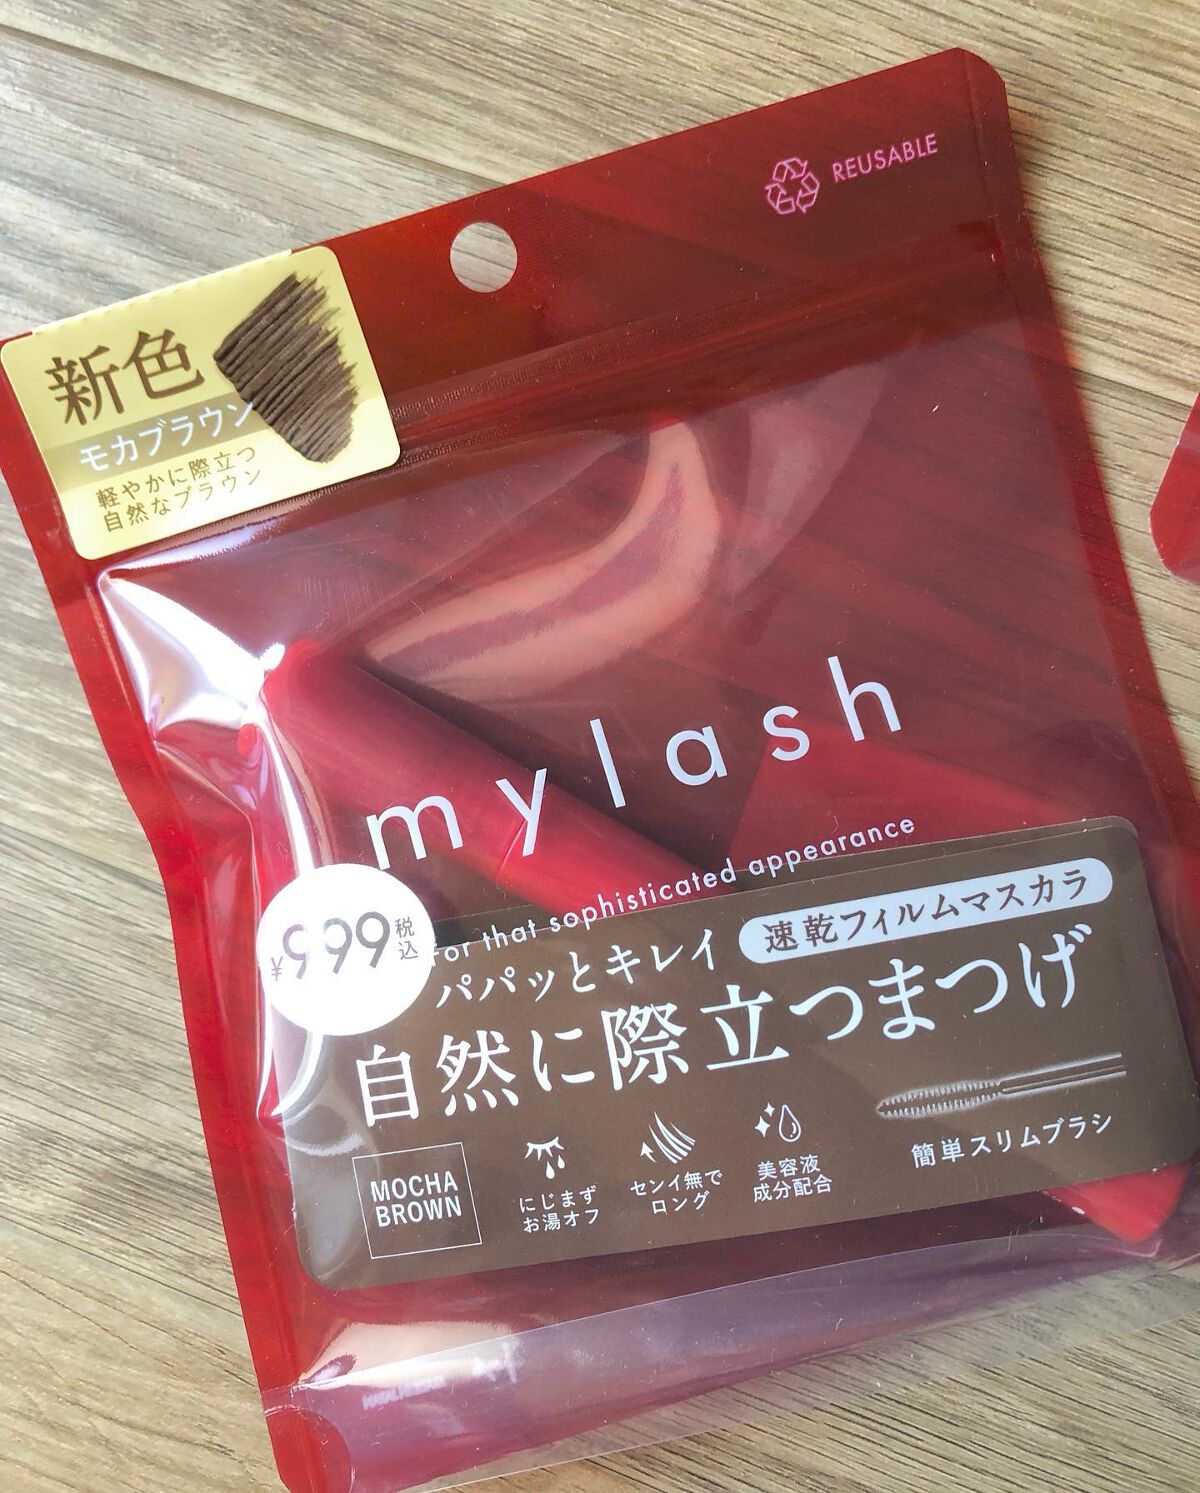 REUSABLE
新色
モカブラウン
軽やかに際立つ
自然なブラウン
mylash
For that sophisticated appearance
¥999税込
パパッとキレイ
速乾フィルムマスカラ
自然に際立つまつげ
MOCHA
BROWN
にじまず
お湯オフ
センイ無で
ロング
美容液
成分配合
簡単スリムブラシ